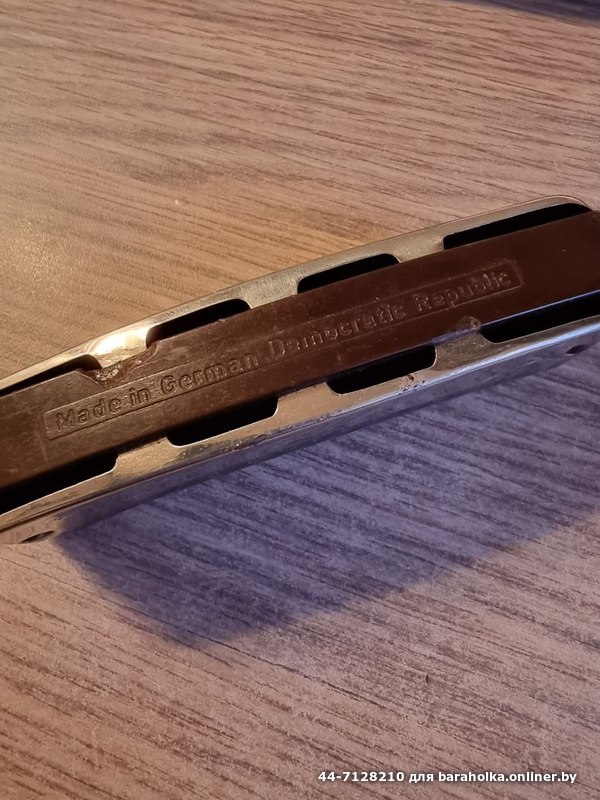 Made in German Democratic Republic
44-7128210 для baraholka.onliner.by